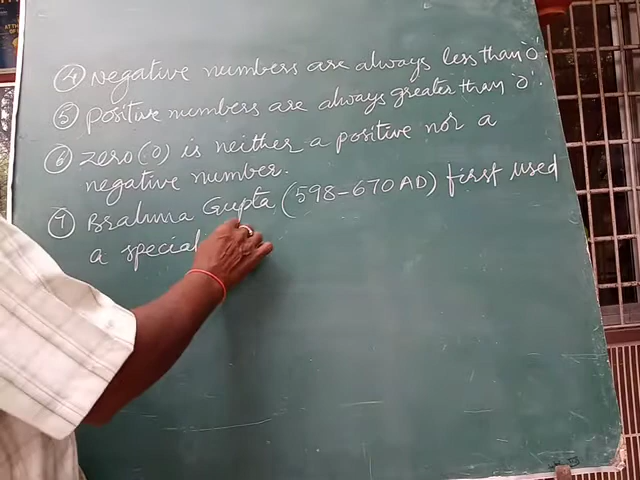 ④ Negative numbers are always less than '0'.
⑤ Positive numbers are always greater than '0'.
⑥ Zero (0) is neither a positive nor a
negative number.
⑦ Brahma Gupta (598-670 AD) first used
a special